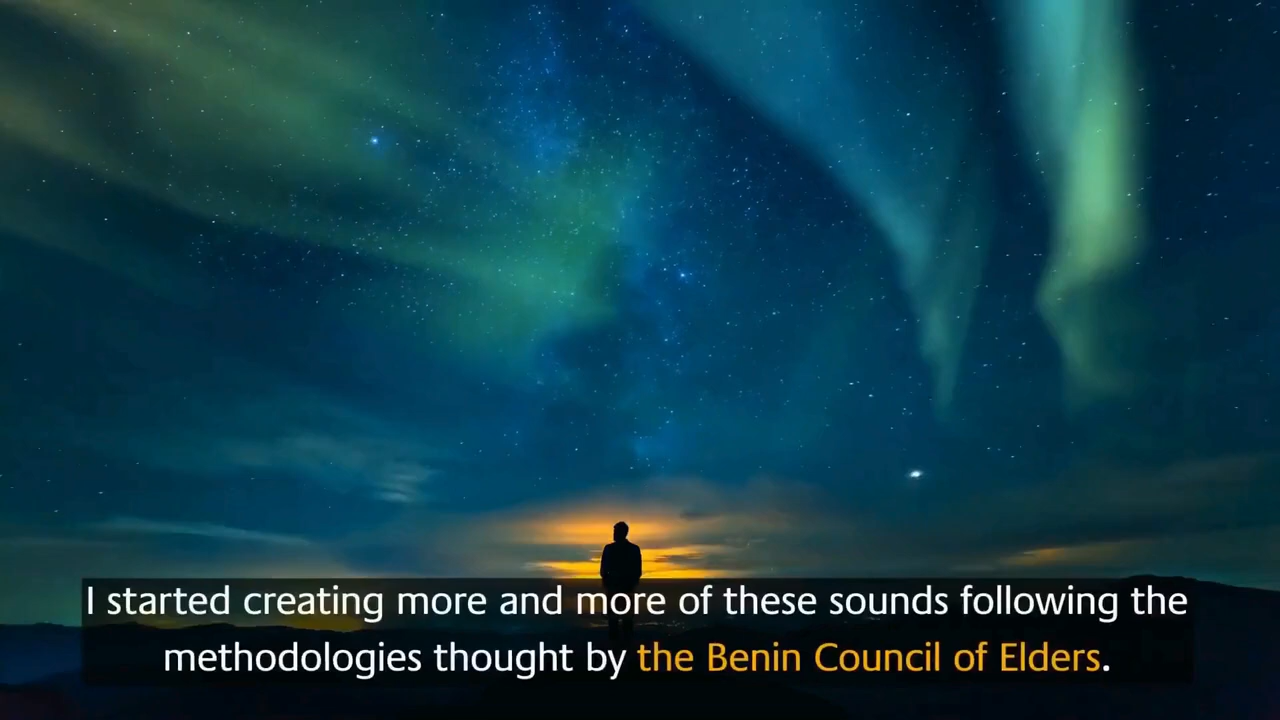 I started creating more and more of these sounds following the
methodologies thought by the Benin Council of Elders.